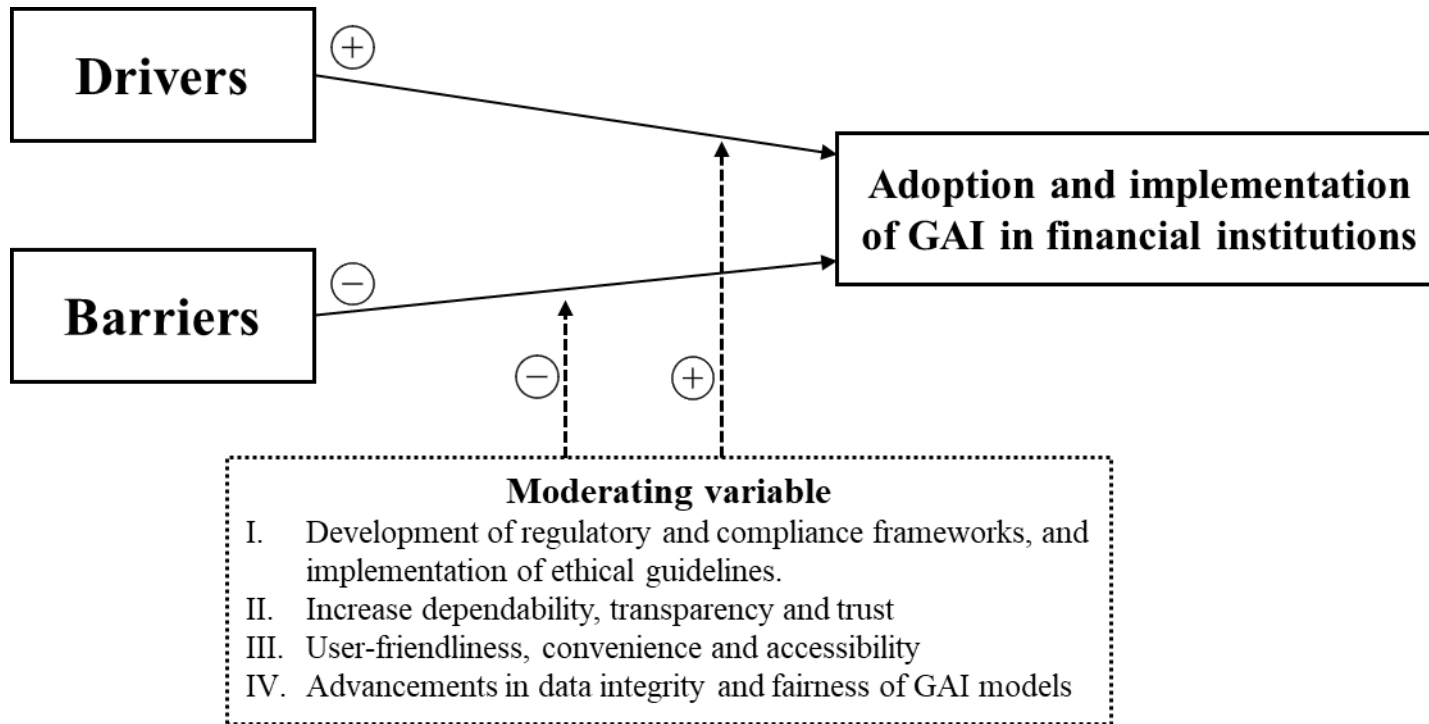 Drivers
+
Adoption and implementation
of GAI in financial institutions
Barriers
−
−
+
Moderating variable
I. Development of regulatory and compliance frameworks, and
implementation of ethical guidelines.
II. Increase dependability, transparency and trust
III. User-friendliness, convenience and accessibility
IV. Advancements in data integrity and fairness of GAI models